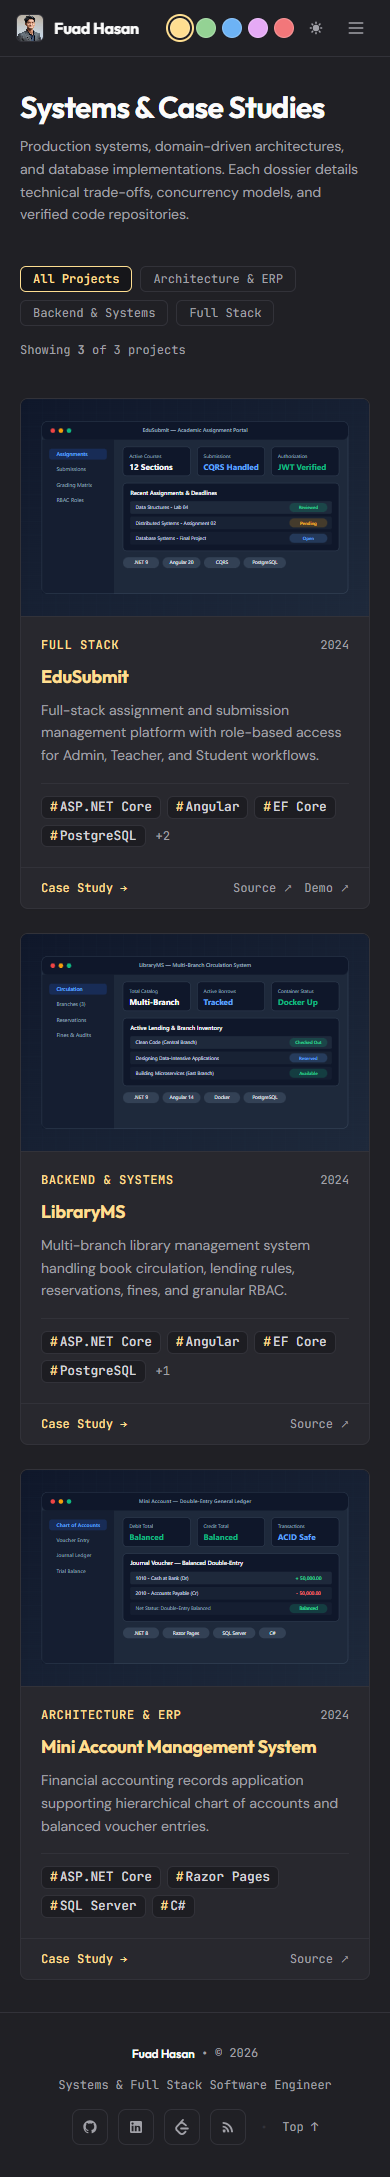 Fuad Hasan
Systems & Case Studies
Production systems, domain-driven architectures,
and database implementations. Each dossier details
technical trade-offs, concurrency models, and
verified code repositories.
All Projects
Architecture & ERP
Backend & Systems
Full Stack
Showing 3 of 3 projects
EduSubmit — Academic Assignment Portal
Assignments
Submissions
Grading Matrix
RBAC Roles
Active Courses
12 Sections
Submissions
CQRS Handled
Authorization
JWT Verified
Recent Assignments & Deadlines
Data Structures - Lab 04
Reviewed
Distributed Systems - Assignment 02
Pending
Database Systems - Final Project
Open
.NET 9
Angular 20
CQRS
PostgreSQL
FULL STACK
2024
EduSubmit
Full-stack assignment and submission
management platform with role-based access
for Admin, Teacher, and Student workflows.
#ASP.NET Core #Angular #EF Core
#PostgreSQL +2
Case Study →
Source ↗ Demo ↗
LibraryMS — Multi-Branch Circulation System
Circulation
Branches (3)
Reservations
Fines & Audits
Total Catalog
Multi-Branch
Active Borrows
Tracked
Container Status
Docker Up
Active Lending & Branch Inventory
Clean Code (Central Branch)
Checked Out
Designing Data-Intensive Applications
Reserved
Building Microservices (East Branch)
Available
.NET 9
Angular 14
Docker
PostgreSQL
BACKEND & SYSTEMS
2024
LibraryMS
Multi-branch library management system
handling book circulation, lending rules,
reservations, fines, and granular RBAC.
#ASP.NET Core #Angular #EF Core
#PostgreSQL +1
Case Study →
Source ↗
Mini Account — Double-Entry General Ledger
Chart of Accounts
Voucher Entry
Journal Ledger
Trial Balance
Debit Total
Balanced
Credit Total
Balanced
Transactions
ACID Safe
Journal Voucher — Balanced Double-Entry
1010 - Cash at Bank (Dr)
+ 50,000.00
2010 - Accounts Payable (Cr)
- 50,000.00
Net Status: Double-Entry Balanced
Balanced
.NET 8
Razor Pages
SQL Server
C#
ARCHITECTURE & ERP
2024
Mini Account Management System
Financial accounting records application
supporting hierarchical chart of accounts and
balanced voucher entries.
#ASP.NET Core #Razor Pages
#SQL Server #C#
Case Study →
Source ↗
Fuad Hasan • © 2026
Systems & Full Stack Software Engineer
Top ↑